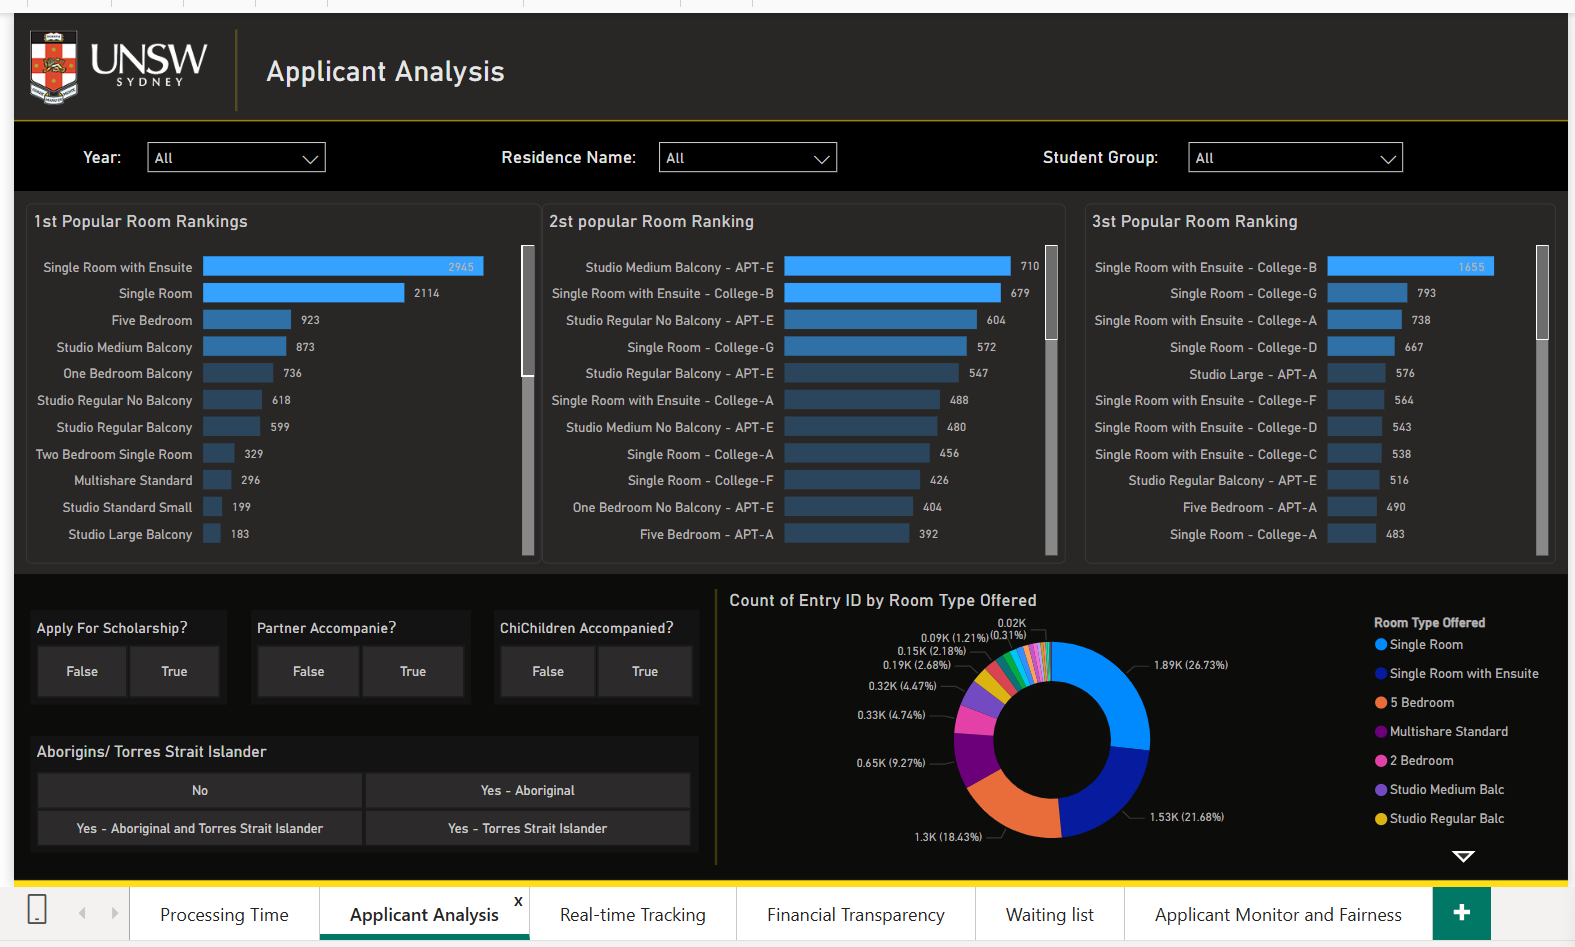 UNSW
SYDNEY
Applicant Analysis
Year:
All
Residence Name:
All
Student Group:
All
1st Popular Room Rankings
Single Room with Ensuite 2945
Single Room 2114
Five Bedroom 923
Studio Medium Balcony 873
One Bedroom Balcony 736
Studio Regular No Balcony 618
Studio Regular Balcony 599
Two Bedroom Single Room 329
Multishare Standard 296
Studio Standard Small 199
Studio Large Balcony 183
2st popular Room Ranking
Studio Medium Balcony - APT-E 710
Single Room with Ensuite - College-B 679
Studio Regular No Balcony - APT-E 604
Single Room - College-G 572
Studio Regular Balcony - APT-E 547
Single Room with Ensuite - College-A 488
Studio Medium No Balcony - APT-E 480
Single Room - College-A 456
Single Room - College-F 426
One Bedroom No Balcony - APT-E 404
Five Bedroom - APT-A 392
3st Popular Room Ranking
Single Room with Ensuite - College-B 1655
Single Room - College-G 793
Single Room with Ensuite - College-A 738
Single Room - College-D 667
Studio Large - APT-A 576
Single Room with Ensuite - College-F 564
Single Room with Ensuite - College-D 543
Single Room with Ensuite - College-C 538
Studio Regular Balcony - APT-E 516
Five Bedroom - APT-A 490
Single Room - College-A 483
Apply For Scholarship?
False
True
Partner Accompanie?
False
True
ChiChildren Accompanied?
False
True
Aborigins/ Torres Strait Islander
No
Yes - Aboriginal
Yes - Aboriginal and Torres Strait Islander
Yes - Torres Strait Islander
Count of Entry ID by Room Type Offered
0.02K
(0.31%)
0.09K (1.21%)
0.15K (2.18%)
0.19K (2.68%)
0.32K (4.47%)
0.33K (4.74%)
0.65K (9.27%)
1.3K (18.43%)
1.89K (26.73%)
1.53K (21.68%)
Room Type Offered
Single Room
Single Room with Ensuite
5 Bedroom
Multishare Standard
2 Bedroom
Studio Medium Balc
Studio Regular Balc
Processing Time
Applicant Analysis
x
Real-time Tracking
Financial Transparency
Waiting list
Applicant Monitor and Fairness
+